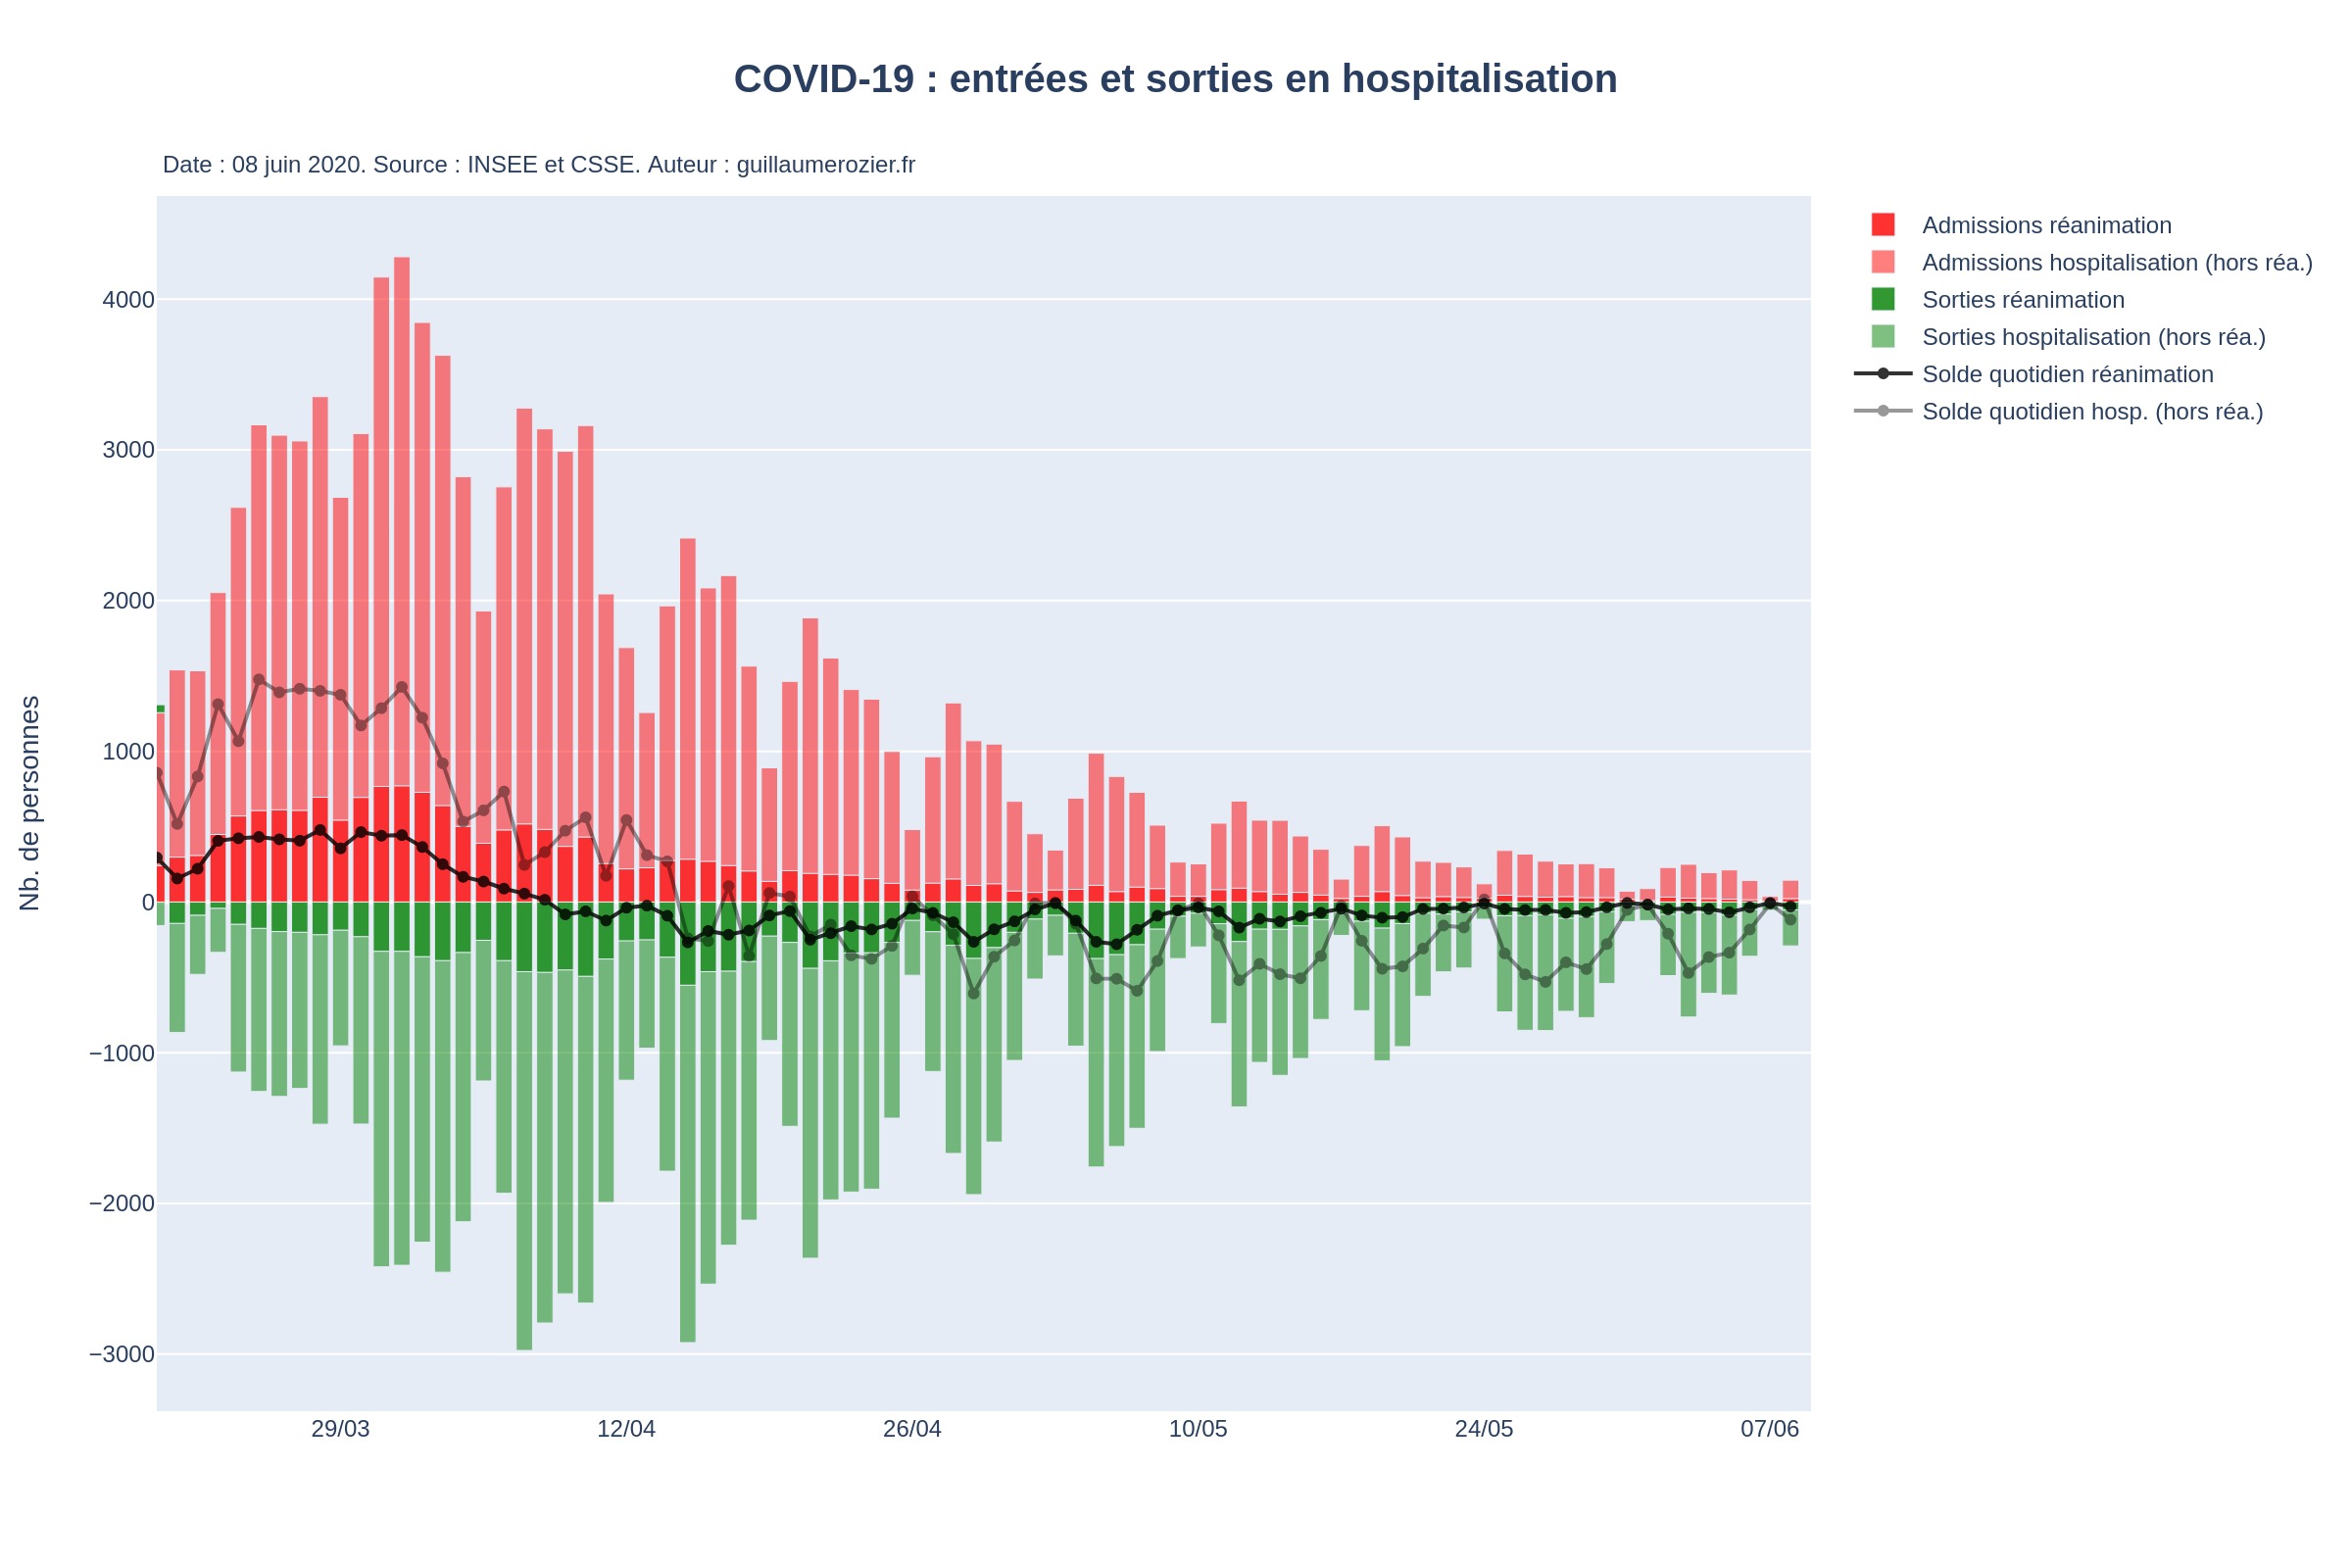 COVID-19 : entrées et sorties en hospitalisation
Date : 08 juin 2020. Source : INSEE et CSSE. Auteur : guillaumerozier.fr
Admissions réanimation
Admissions hospitalisation (hors réa.)
Sorties réanimation
Sorties hospitalisation (hors réa.)
Solde quotidien réanimation
Solde quotidien hosp. (hors réa.)
Nb. de personnes
4000
3000
2000
1000
0
−1000
−2000
−3000
29/03 12/04 26/04 10/05 24/05 07/06